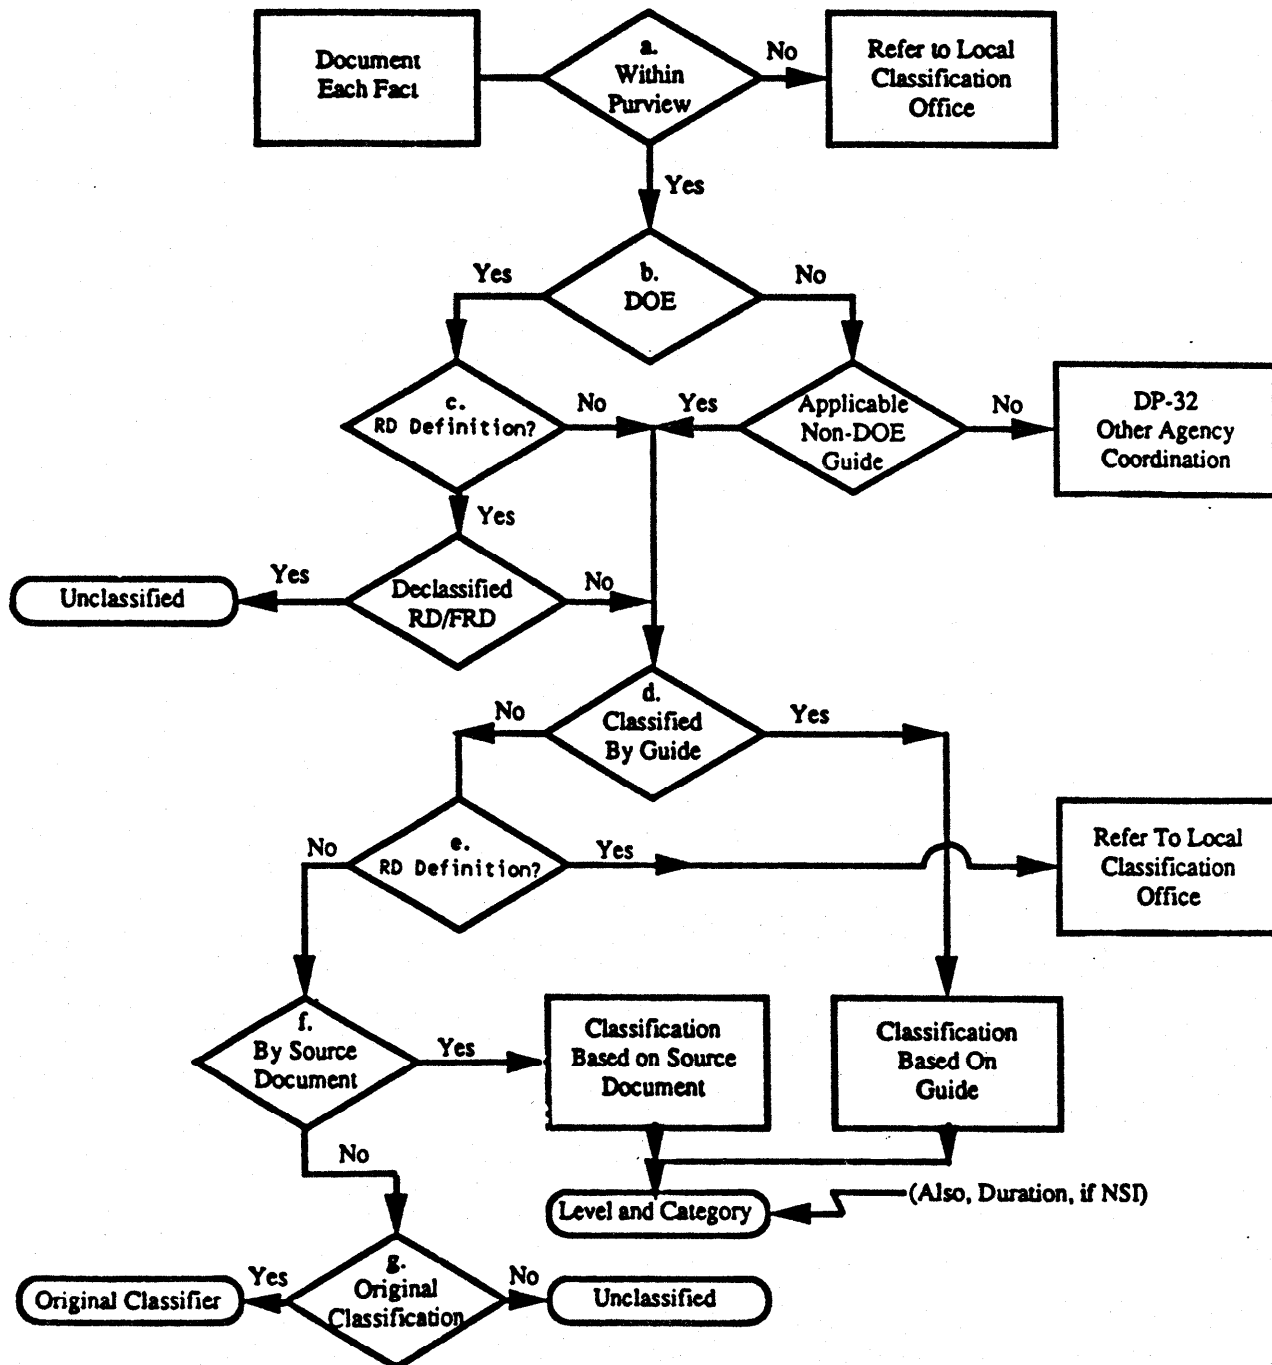 Document
Each Fact
a.
Within
Purview
No
Refer to Local
Classification
Office
Yes
Yes
b.
DOE
No
c.
RD Definition?
No
Yes
Applicable
Non-DOE
Guide
No
DP-32
Other Agency
Coordination
Yes
Unclassified
Yes
Declassified
RD/FRD
No
No
d.
Classified
By Guide
Yes
No
e.
RD Definition?
Yes
Refer To Local
Classification
Office
f.
By Source
Document
Yes
Classification
Based on Source
Document
Classification
Based On
Guide
No
Level and Category
(Also, Duration, if NSI)
Original Classifier
Yes
g.
Original
Classification
No
Unclassified